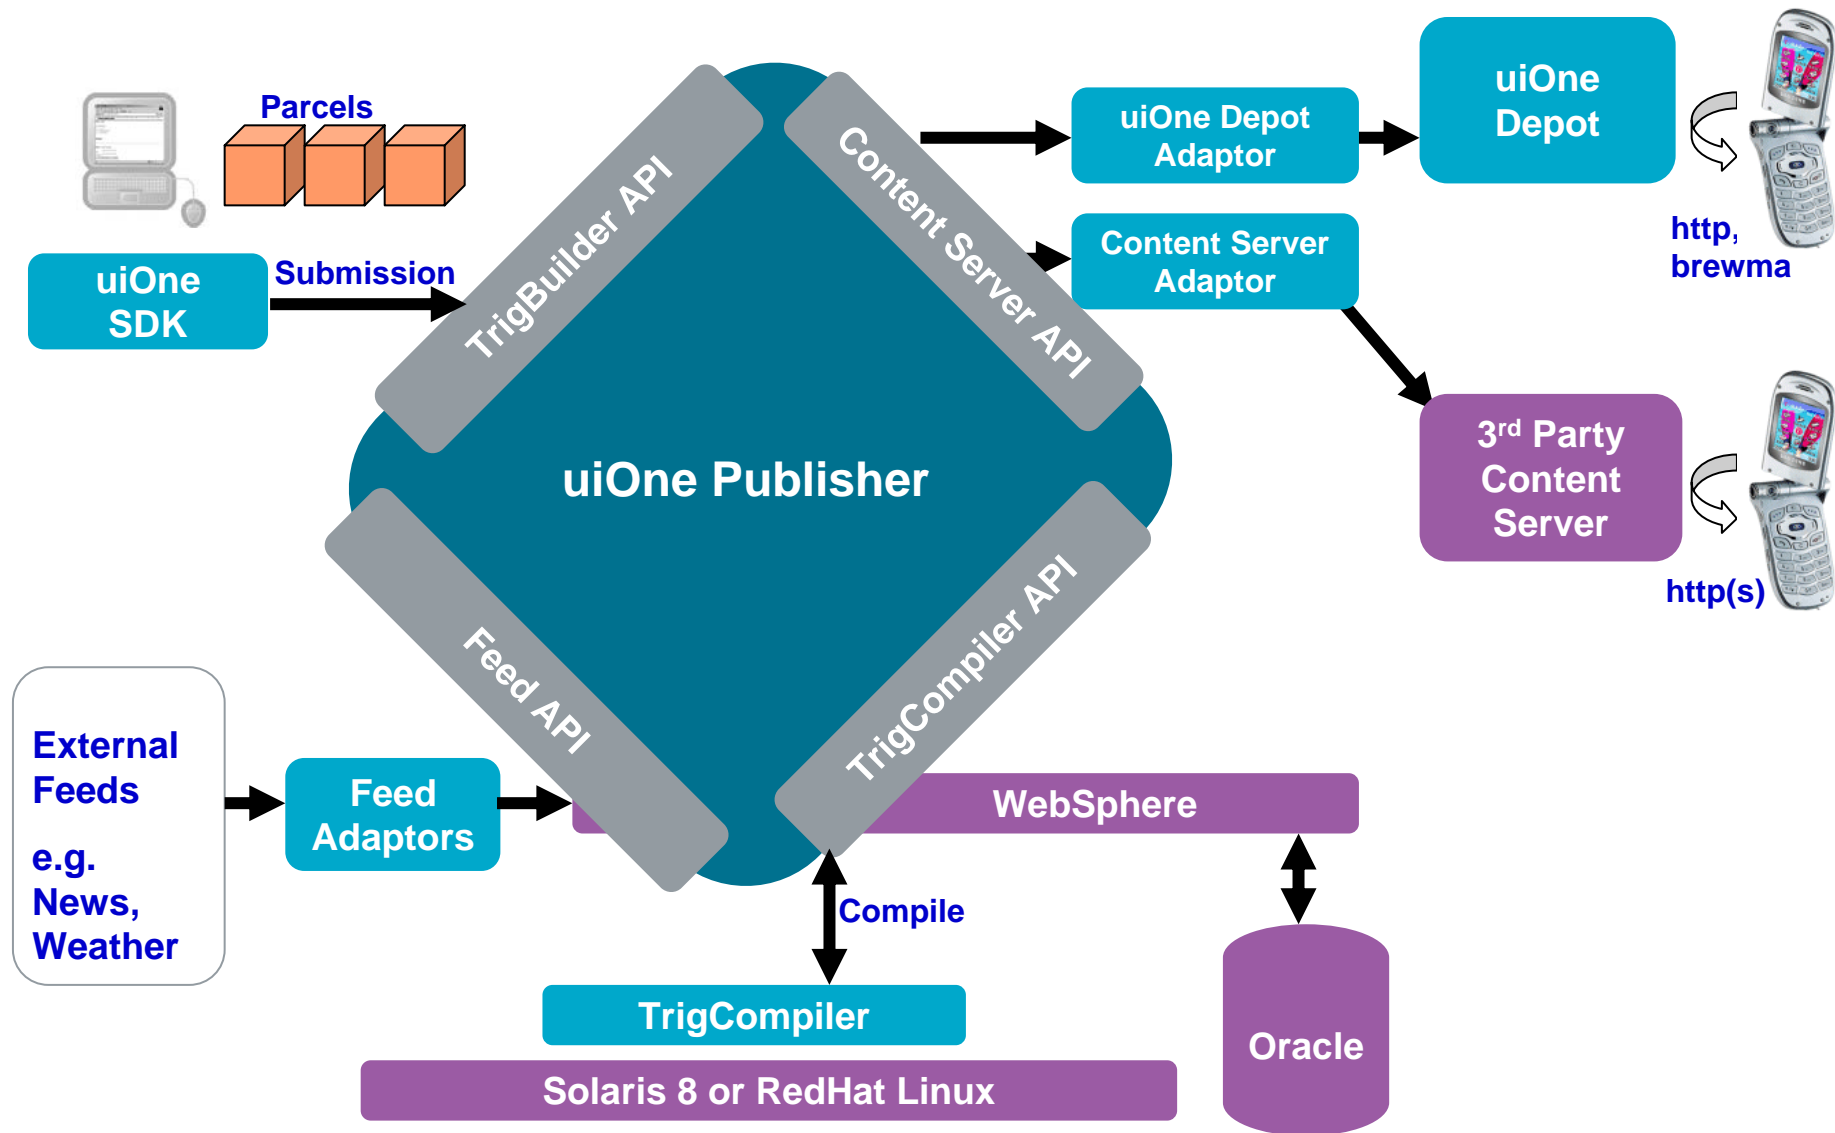 Parcels
uiOne
SDK
Submission
TrigBuilder API
Content Server API
uiOne Depot
Adaptor
uiOne
Depot
http,
brewma
Content Server
Adaptor
3rd Party
Content
Server
http(s)
uiOne Publisher
Feed API
TrigCompiler API
External
Feeds
e.g.
News,
Weather
Feed
Adaptors
WebSphere
Compile
TrigCompiler
Oracle
Solaris 8 or RedHat Linux